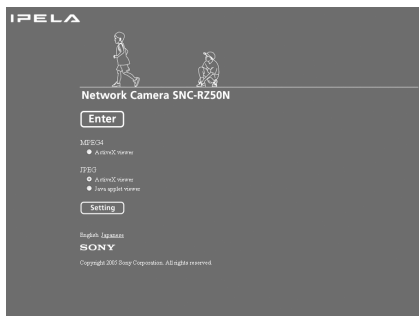 IPELA
Network Camera SNC-RZ50N
Enter
MPEG4
ActiveX viewer
JPEG
ActiveX viewer
Java applet viewer
Setting
English Japanese
SONY
Copyright 2005 Sony Corporation. All rights reserved.